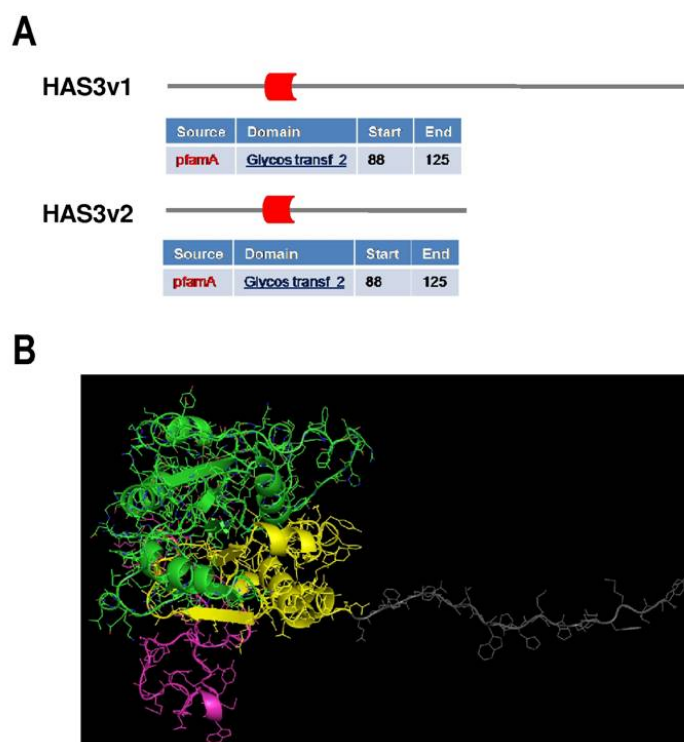 A
HAS3v1
Source Domain Start End
pfamA Glycos transf 2 88 125
HAS3v2
Source Domain Start End
pfamA Glycos transf 2 88 125
B